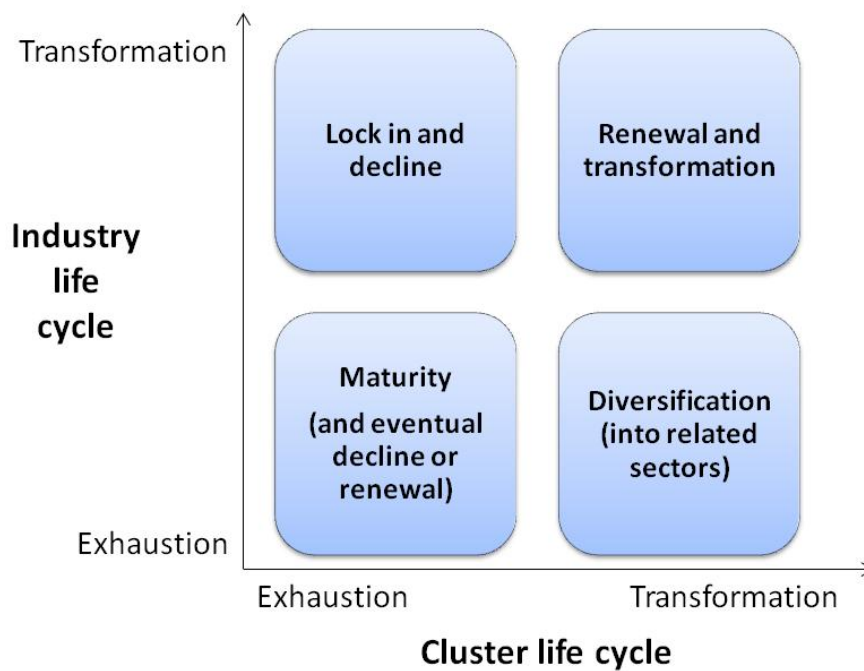 Transformation
Lock in and
decline
Renewal and
transformation
Industry
life
cycle
Maturity
(and eventual
decline or
renewal)
Diversification
(into related
sectors)
Exhaustion
Exhaustion
Transformation
Cluster life cycle